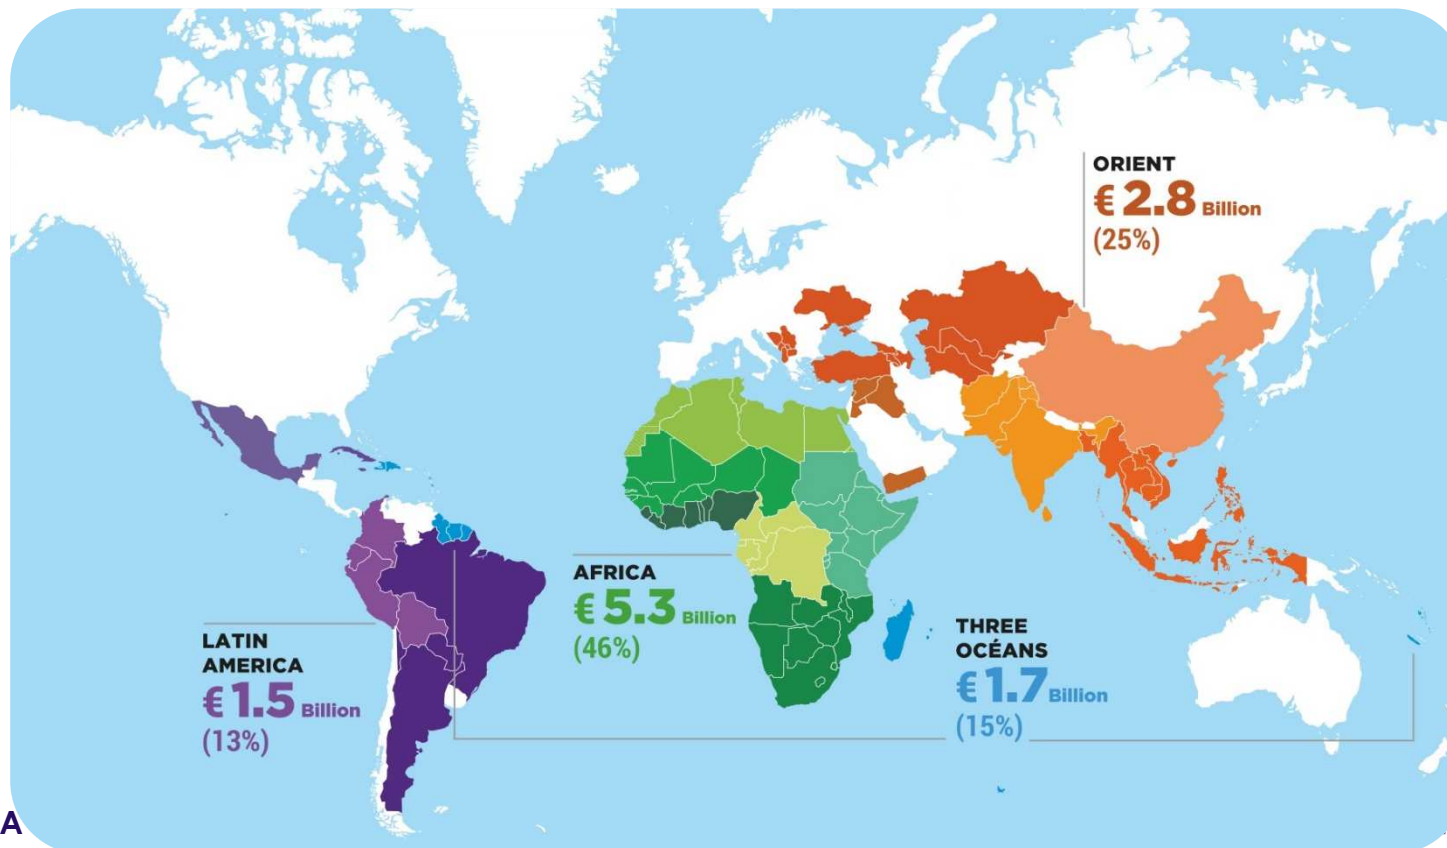 ORIENT
€ 2.8 Billion
(25%)
AFRICA
€ 5.3 Billion
(46%)
LATIN
AMERICA
€ 1.5 Billion
(13%)
THREE
OCÉANS
€ 1.7 Billion
(15%)
A